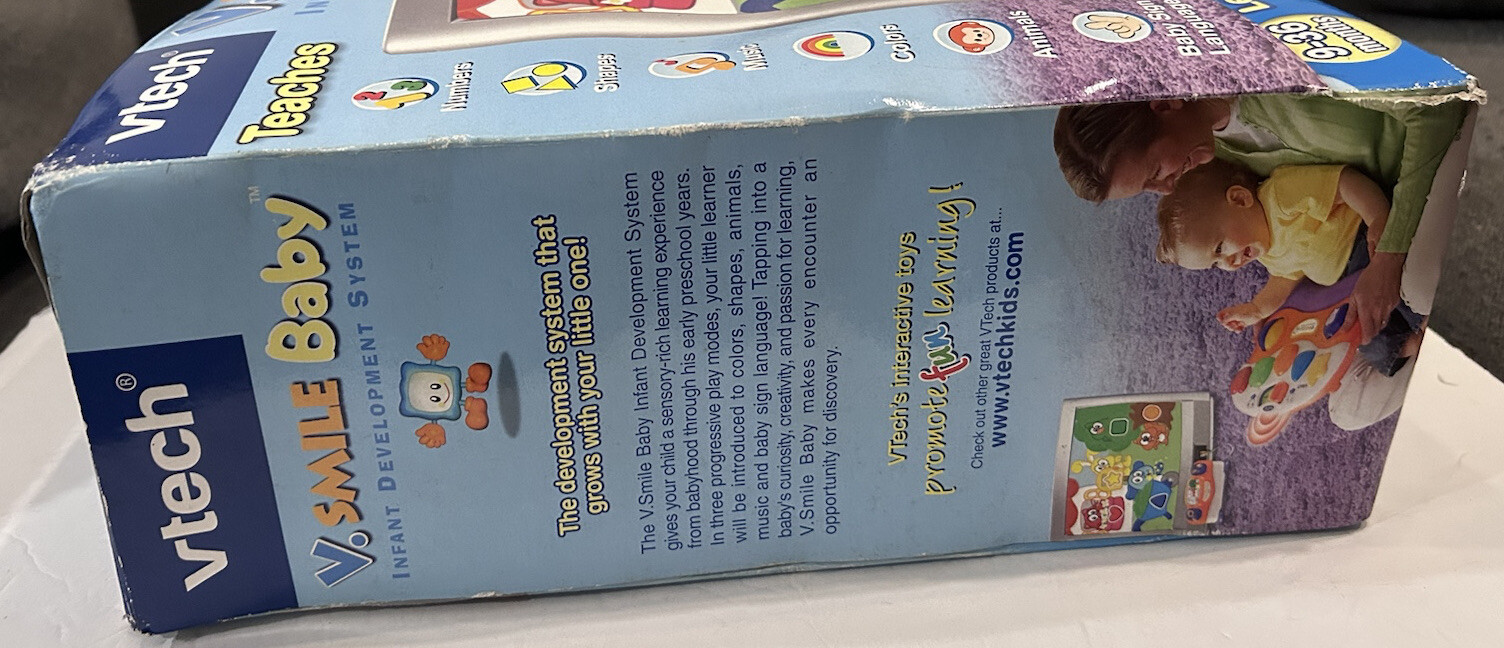 vtech®
V.SMILE Baby™
INFANT DEVELOPMENT SYSTEM
The development system that
grows with your little one!
The V.Smile Baby Infant Development System
gives your child a sensory-rich learning experience
from babyhood through his early preschool years.
In three progressive play modes, your little learner
will be introduced to colors, shapes, animals,
music and baby sign language! Tapping into a
baby's curiosity, creativity, and passion for learning,
V.Smile Baby makes every encounter an
opportunity for discovery.
VTech's interactive toys
promote fun learning!
Check out other great VTech products at...
www.vtechkids.com
vtech®
V.
IN
Teaches
Numbers
Shapes
Music
Colors
Animals
Baby Sign
Language
9-36
months